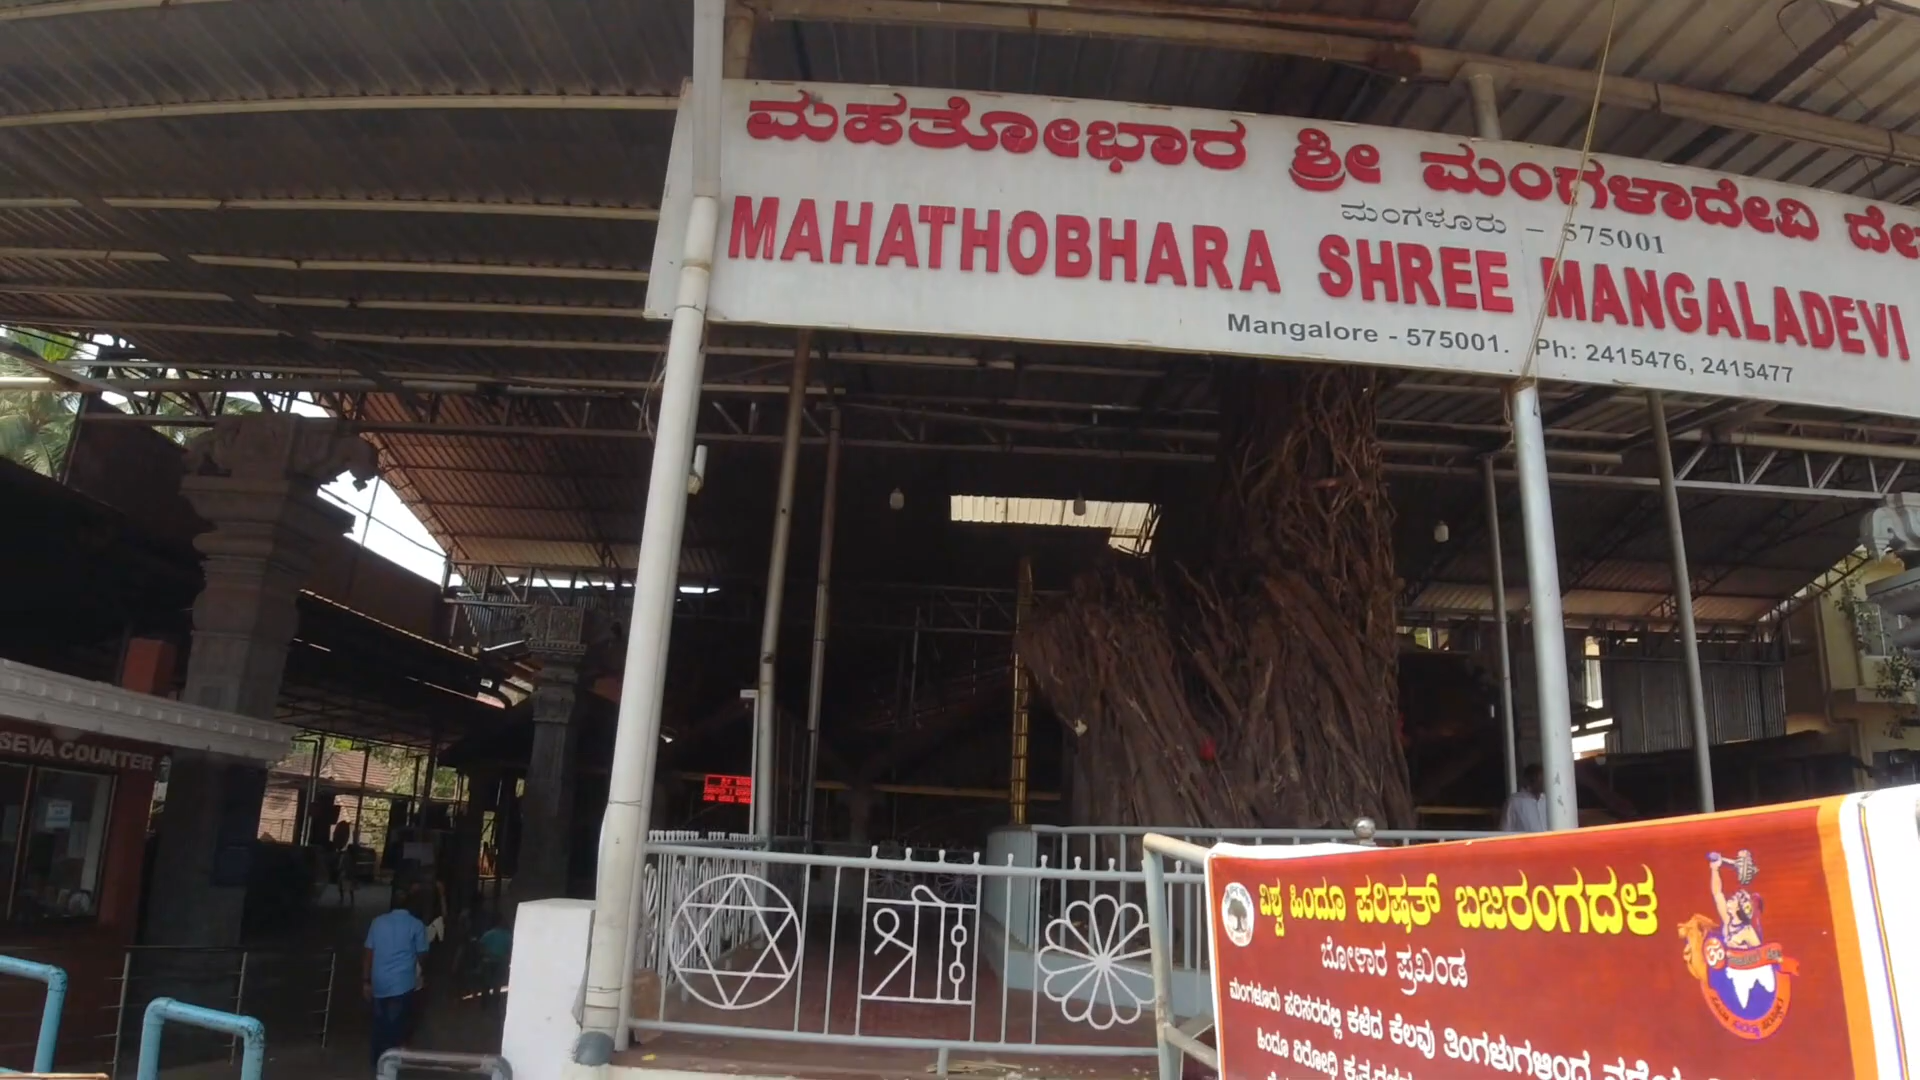 ಮಹತೋಭಾರ ಶ್ರೀ ಮಂಗಳಾದೇವಿ
ಮಂಗಳೂರು – 575001
MAHATHOBHARA SHREE MANGALADEVI
Mangalore - 575001. Ph: 2415476, 2415477
SEVA COUNTER
श्री
ವಿಶ್ವ ಹಿಂದೂ ಪರಿಷತ್ ಬಜರಂಗದಳ
ಬೋಳಾರ ಪ್ರಖಂಡ
ಮಂಗಳೂರು ಪರಿಸರದಲ್ಲಿ ಕಳೆದ ಕೆಲವು ತಿಂಗಳುಗಳಿಂದ
ಹಿಂದೂ ವಿರೋಧಿ